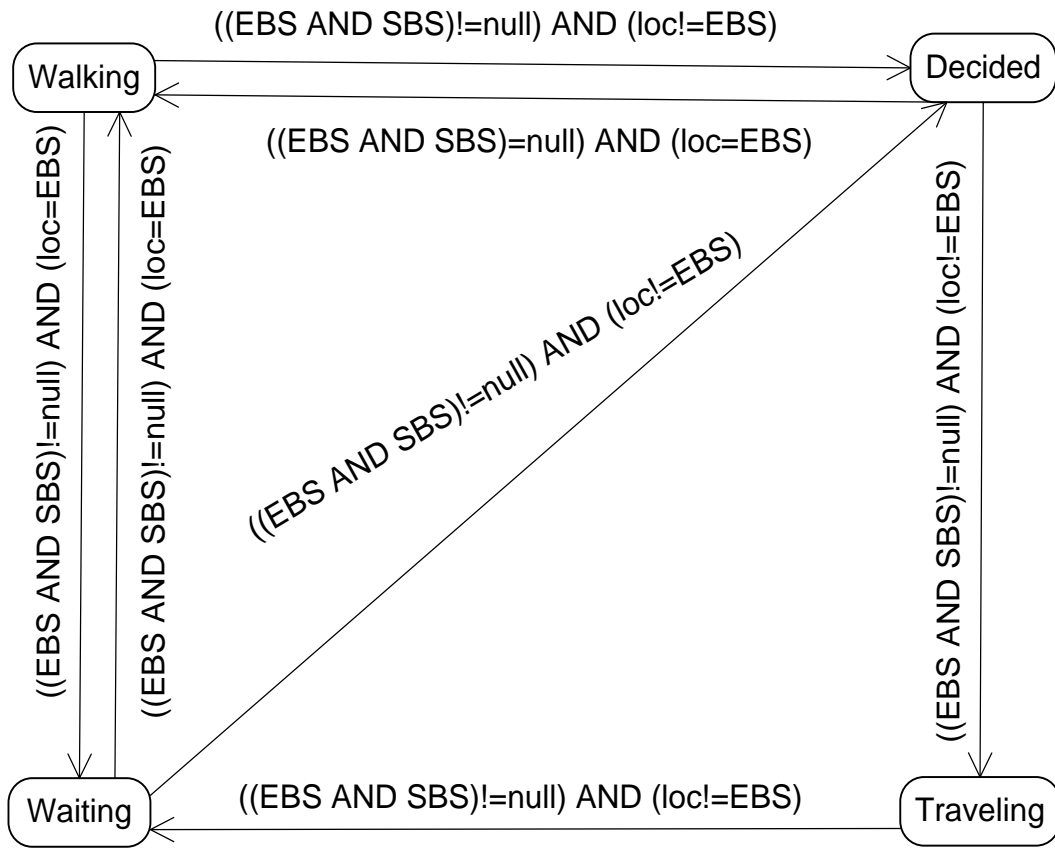 ((EBS AND SBS)!=null) AND (loc!=EBS)
Walking
Decided
((EBS AND SBS)=null) AND (loc=EBS)
((EBS AND SBS)!=null) AND (loc=EBS)
((EBS AND SBS)!=null) AND (loc=EBS)
((EBS AND SBS)!=null) AND (loc!=EBS)
((EBS AND SBS)!=null) AND (loc!=EBS)
Waiting
((EBS AND SBS)!=null) AND (loc!=EBS)
Traveling